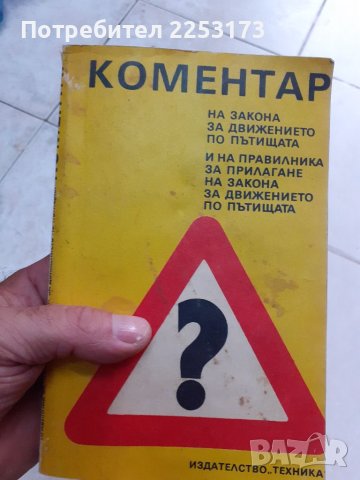 Потребител 2253173
КОМЕНТАР
НА ЗАКОНА
ЗА ДВИЖЕНИЕТО
ПО ПЪТИЩАТА
И НА ПРАВИЛНИКА
ЗА ПРИЛАГАНЕ
НА ЗАКОНА
ЗА ДВИЖЕНИЕТО
ПО ПЪТИЩАТА
?
ИЗДАТЕЛСТВО „ТЕХНИКА
BAZAR